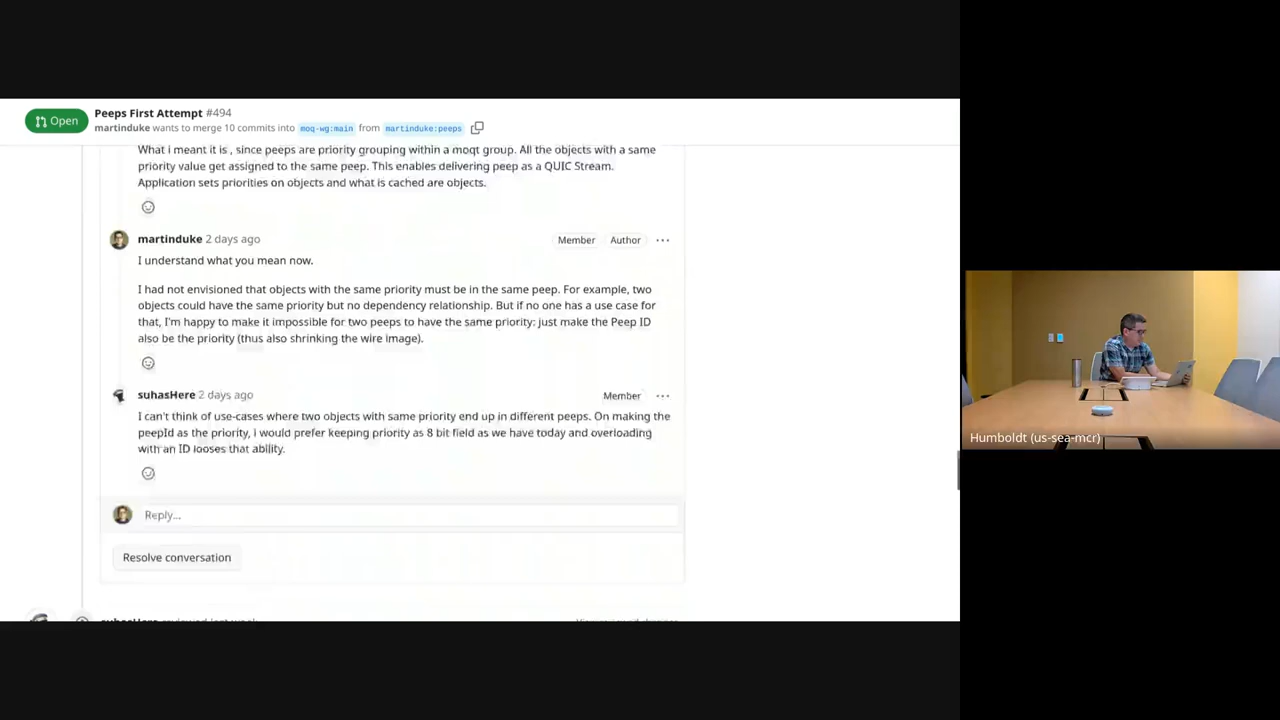 Open
Peeps First Attempt #494
martinduke wants to merge 10 commits into moq-wg:main from martinduke:peeps
What i meant it is , since peeps are priority grouping within a moqt group. All the objects with a same
priority value get assigned to the same peep. This enables delivering peep as a QUIC Stream.
Application sets priorities on objects and what is cached are objects.
martinduke 2 days ago
Member
Author
I understand what you mean now.
I had not envisioned that objects with the same priority must be in the same peep. For example, two
objects could have the same priority but no dependency relationship. But if no one has a use case for
that, I'm happy to make it impossible for two peeps to have the same priority: just make the Peep ID
also be the priority (thus also shrinking the wire image).
suhasHere 2 days ago
Member
I can't think of use-cases where two objects with same priority end up in different peeps. On making the
peepId as the priority, i would prefer keeping priority as 8 bit field as we have today and overloading
with an ID looses that ability.
Reply...
Resolve conversation
suhasHere reviewed last week
Humboldt (us-sea-mcr)